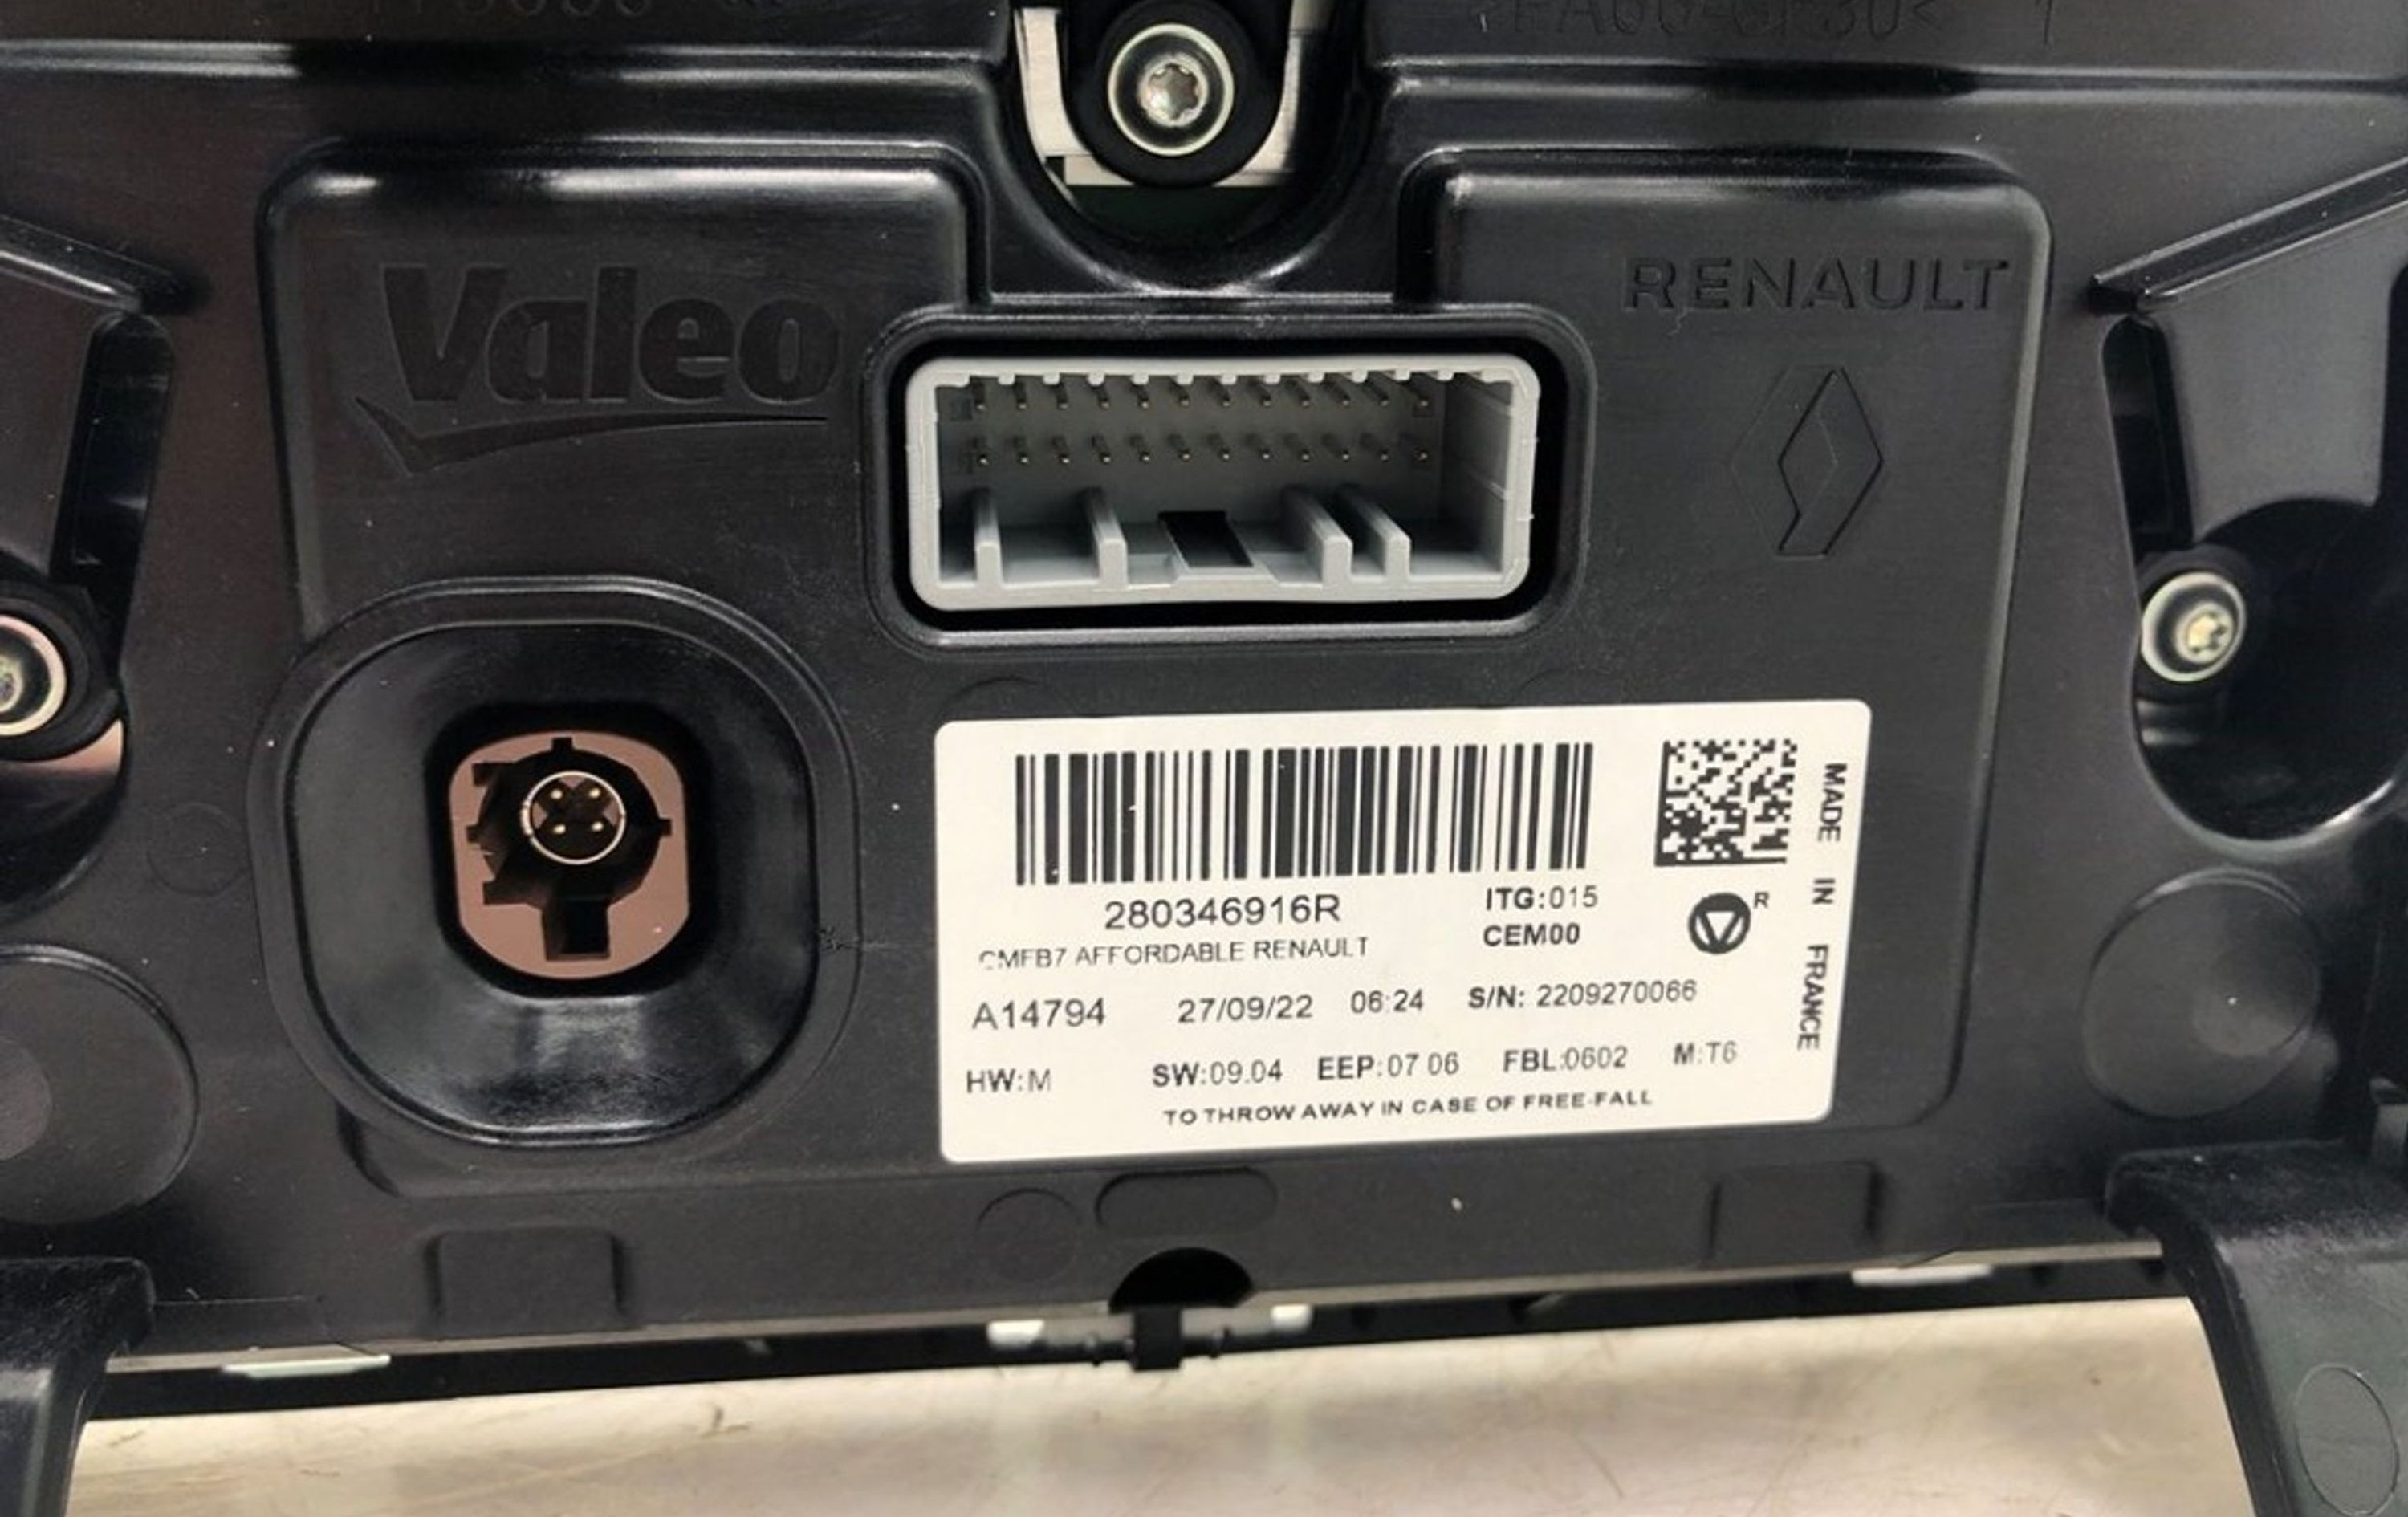 Valeo
RENAULT
280346916R
ITG:015
CEM00
R
CMFB7 AFFORDABLE RENAULT
A14794 27/09/22 06:24 S/N: 2209270066
HW:M SW:09.04 EEP:07 06 FBL:0602 M:T6
TO THROW AWAY IN CASE OF FREE-FALL
MADE IN FRANCE